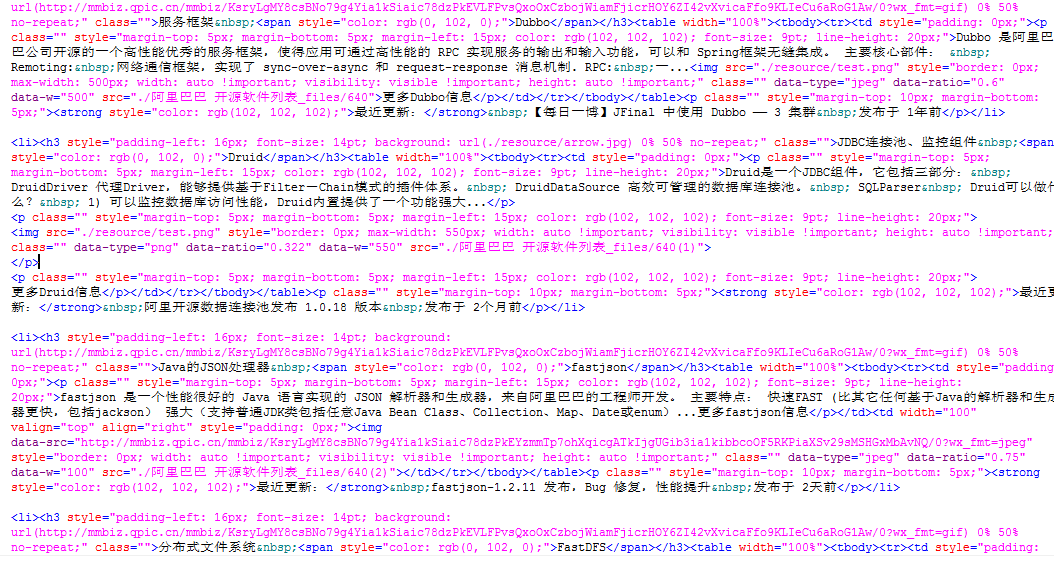 url(http://mmbiz.qpic.cn/mmbiz/KsryLgMY8csBNo79g4Yia1kSiaic78dzPkEVLFPvsQxoOxCzbojWiamFjicrHOY6ZI42vXvicaFfo9KLIeCu6aRoGlAw/0?wx_fmt=gif) 0% 50%
no-repeat;" class="">服务框架&nbsp;<span style="color: rgb(0, 102, 0);">Dubbo</span></h3><table width="100%"><tbody><tr><td style="padding: 0px;"><p
class="" style="margin-top: 5px; margin-bottom: 5px; margin-left: 15px; color: rgb(102, 102, 102); font-size: 9pt; line-height: 20px;">Dubbo 是阿里巴
巴公司开源的一个高性能优秀的服务框架，使得应用可通过高性能的 RPC 实现服务的输出和输入功能，可以和 Spring框架无缝集成。 主要核心部件： &nbsp;
Remoting:&nbsp;网络通信框架，实现了 sync-over-async 和 request-response 消息机制．RPC:&nbsp;一...<img src="./resource/test.png" style="border: 0px;
max-width: 500px; width: auto !important; visibility: visible !important; height: auto !important;" class="" data-type="jpeg" data-ratio="0.6"
data-w="500" src="./阿里巴巴 开源软件列表_files/640">更多Dubbo信息</p></td></tr></tbody></table><p class="" style="margin-top: 10px; margin-bottom:
5px;"><strong style="color: rgb(102, 102, 102);">最近更新：</strong>&nbsp;【每日一博】JFinal 中使用 Dubbo —— 3 集群&nbsp;发布于 1年前</p></li>
<li><h3 style="padding-left: 16px; font-size: 14pt; background: url(./resource/arrow.jpg) 0% 50% no-repeat;" class="">JDBC连接池、监控组件&nbsp;<span
style="color: rgb(0, 102, 0);">Druid</span></h3><table width="100%"><tbody><tr><td style="padding: 0px;"><p class="" style="margin-top: 5px;
margin-bottom: 5px; margin-left: 15px; color: rgb(102, 102, 102); font-size: 9pt; line-height: 20px;">Druid是一个JDBC组件，它包括三部分： &nbsp;
DruidDriver 代理Driver，能够提供基于Filter－Chain模式的插件体系。&nbsp; DruidDataSource 高效可管理的数据库连接池。&nbsp; SQLParser&nbsp; Druid可以做什
么？&nbsp; 1) 可以监控数据库访问性能，Druid内置提供了一个功能强大...</p>
<p class="" style="margin-top: 5px; margin-bottom: 5px; margin-left: 15px; color: rgb(102, 102, 102); font-size: 9pt; line-height: 20px;">
<img src="./resource/test.png" style="border: 0px; max-width: 550px; width: auto !important; visibility: visible !important; height: auto !important;"
class="" data-type="png" data-ratio="0.322" data-w="550" src="./阿里巴巴 开源软件列表_files/640(1)">
</p>
<p class="" style="margin-top: 5px; margin-bottom: 5px; margin-left: 15px; color: rgb(102, 102, 102); font-size: 9pt; line-height: 20px;">
更多Druid信息</p></td></tr></tbody></table><p class="" style="margin-top: 10px; margin-bottom: 5px;"><strong style="color: rgb(102, 102, 102);">最近更
新：</strong>&nbsp;阿里开源数据连接池发布 1.0.18 版本&nbsp;发布于 2个月前</p></li>
<li><h3 style="padding-left: 16px; font-size: 14pt; background:
url(http://mmbiz.qpic.cn/mmbiz/KsryLgMY8csBNo79g4Yia1kSiaic78dzPkEVLFPvsQxoOxCzbojWiamFjicrHOY6ZI42vXvicaFfo9KLIeCu6aRoGlAw/0?wx_fmt=gif) 0% 50%
no-repeat;" class="">Java的JSON处理器&nbsp;<span style="color: rgb(0, 102, 0);">fastjson</span></h3><table width="100%"><tbody><tr><td style="padding:
0px;"><p class="" style="margin-top: 5px; margin-bottom: 5px; margin-left: 15px; color: rgb(102, 102, 102); font-size: 9pt; line-height:
20px;">fastjson 是一个性能很好的 Java 语言实现的 JSON 解析器和生成器，来自阿里巴巴的工程师开发。 主要特点： 快速FAST (比其它任何基于Java的解析器和生成
器更快，包括jackson） 强大（支持普通JDK类包括任意Java Bean Class、Collection、Map、Date或enum）...更多fastjson信息</p></td><td width="100"
valign="top" align="right" style="padding: 0px;"><img
data-src="http://mmbiz.qpic.cn/mmbiz/KsryLgMY8csBNo79g4Yia1kSiaic78dzPkEYzmmTp7ohXqicgATkIjgUGib3ia1kibbcoOF5RKPiaXSv29sMSHGxMbAvNQ/0?wx_fmt=jpeg"
style="border: 0px; width: auto !important; visibility: visible !important; height: auto !important;" class="" data-type="jpeg" data-ratio="0.75"
data-w="100" src="./阿里巴巴 开源软件列表_files/640(2)"></td></tr></tbody></table><p class="" style="margin-top: 10px; margin-bottom: 5px;"><strong
style="color: rgb(102, 102, 102);">最近更新：</strong>&nbsp;fastjson-1.2.11 发布，Bug 修复，性能提升&nbsp;发布于 2天前</p></li>
<li><h3 style="padding-left: 16px; font-size: 14pt; background:
url(http://mmbiz.qpic.cn/mmbiz/KsryLgMY8csBNo79g4Yia1kSiaic78dzPkEVLFPvsQxoOxCzbojWiamFjicrHOY6ZI42vXvicaFfo9KLIeCu6aRoGlAw/0?wx_fmt=gif) 0% 50%
no-repeat;" class="">分布式文件系统&nbsp;<span style="color: rgb(0, 102, 0);">FastDFS</span></h3><table width="100%"><tbody><tr><td style="padding: